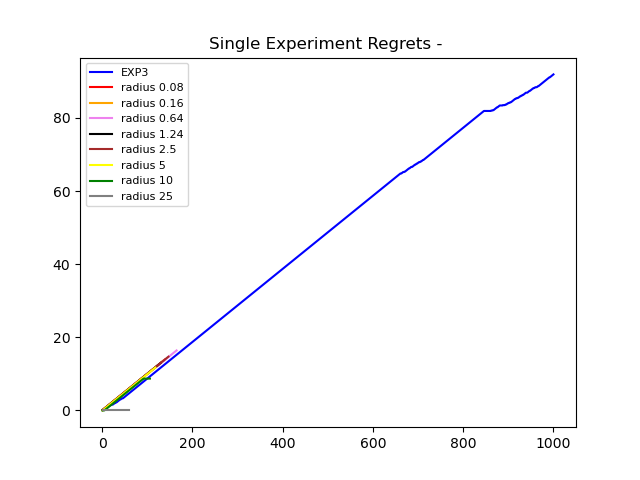 Single Experiment Regrets -
EXP3
radius 0.08
radius 0.16
radius 0.64
radius 1.24
radius 2.5
radius 5
radius 10
radius 25
80
60
40
20
0
0 200 400 600 800 1000